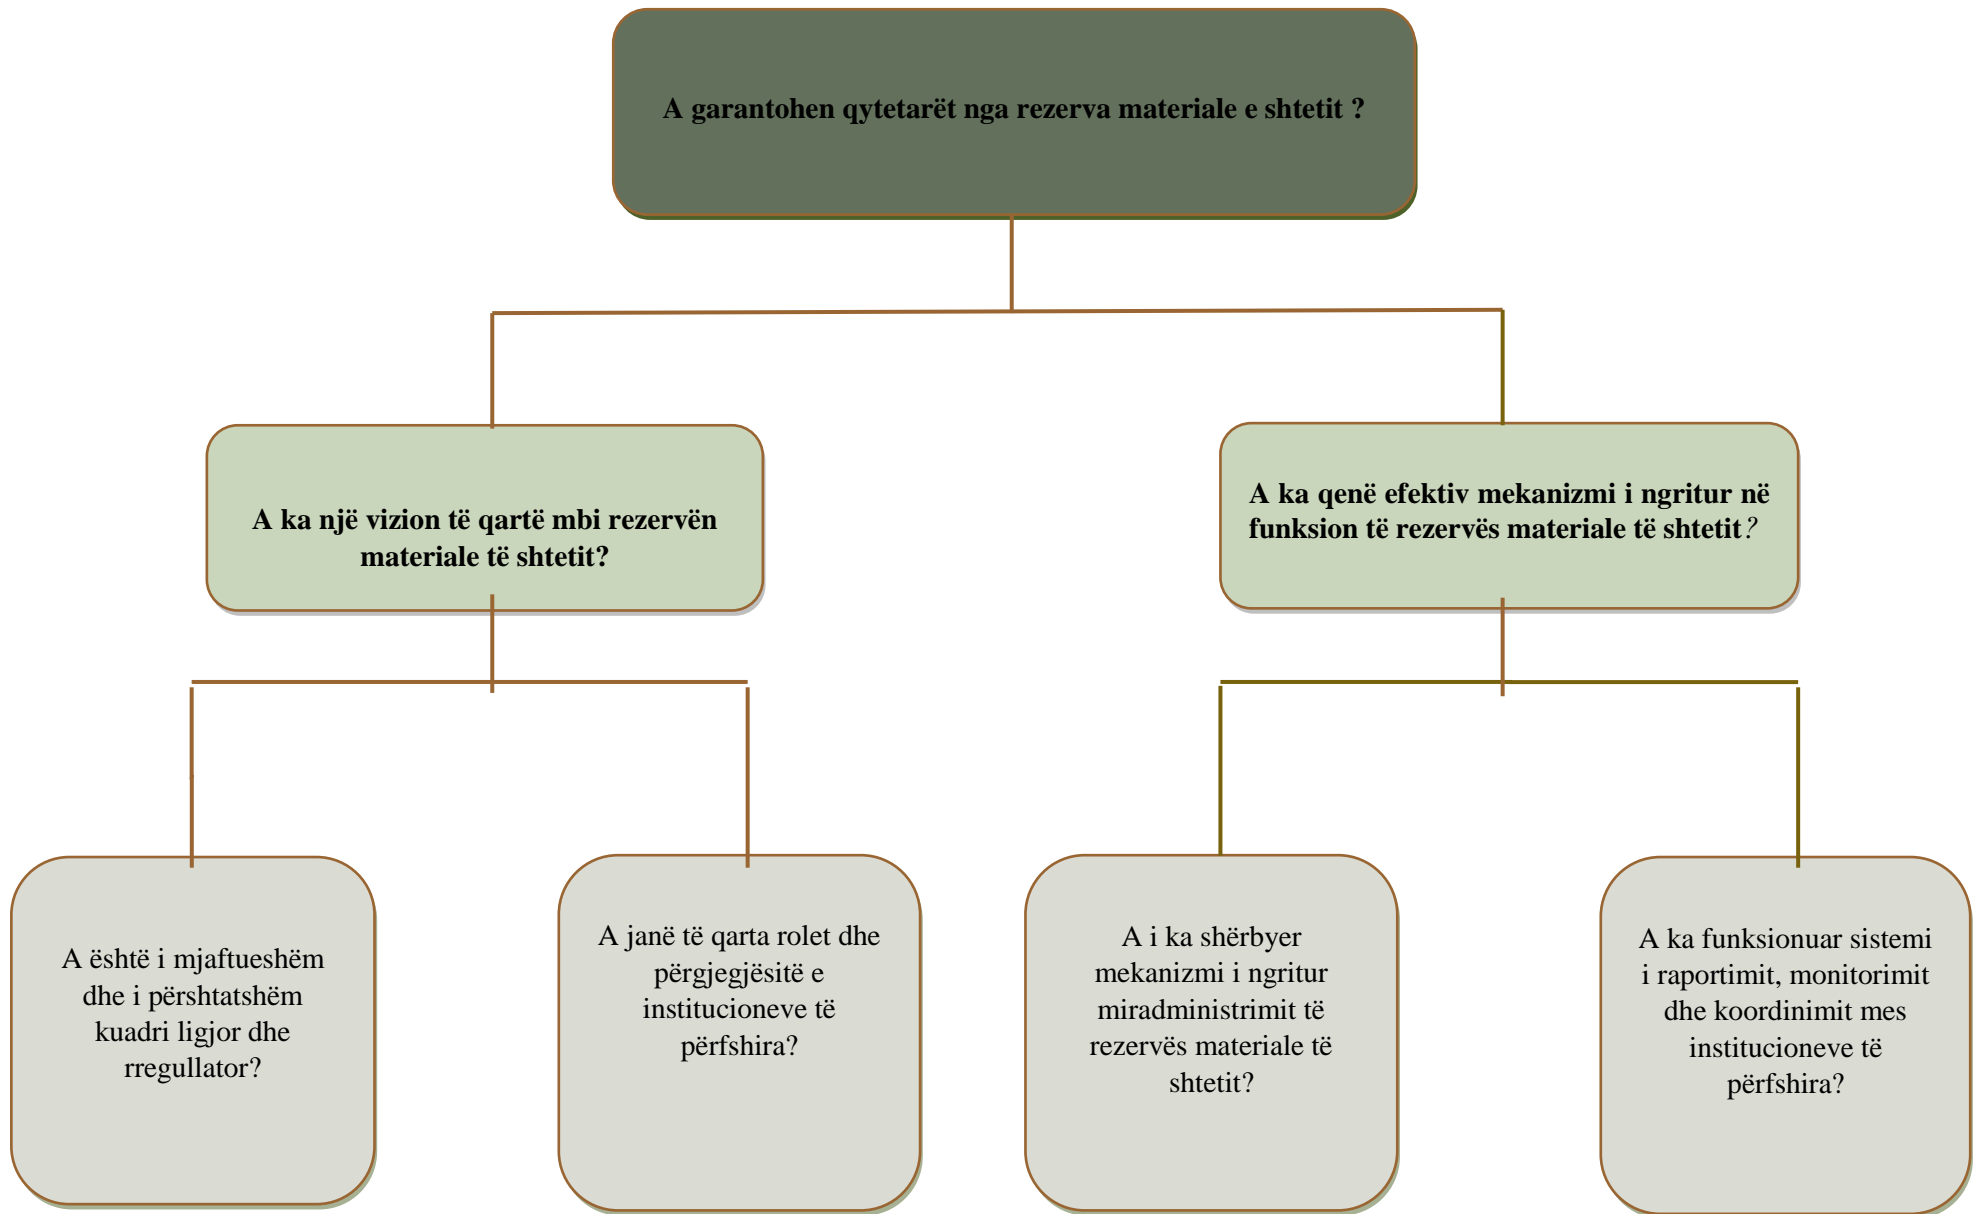 A garantohen qytetarët nga rezerva materiale e shtetit ?
A ka një vizion të qartë mbi rezervën
materiale të shtetit?
A ka qenë efektiv mekanizmi i ngritur në
funksion të rezervës materiale të shtetit?
A është i mjaftueshëm
dhe i përshtatshëm
kuadri ligjor dhe
rregullator?
A janë të qarta rolet dhe
përgjegjësitë e
institucioneve të
përfshira?
A i ka shërbyer
mekanizmi i ngritur
miradministrimit të
rezervës materiale të
shtetit?
A ka funksionuar sistemi
i raportimit, monitorimit
dhe koordinimit mes
institucioneve të
përfshira?